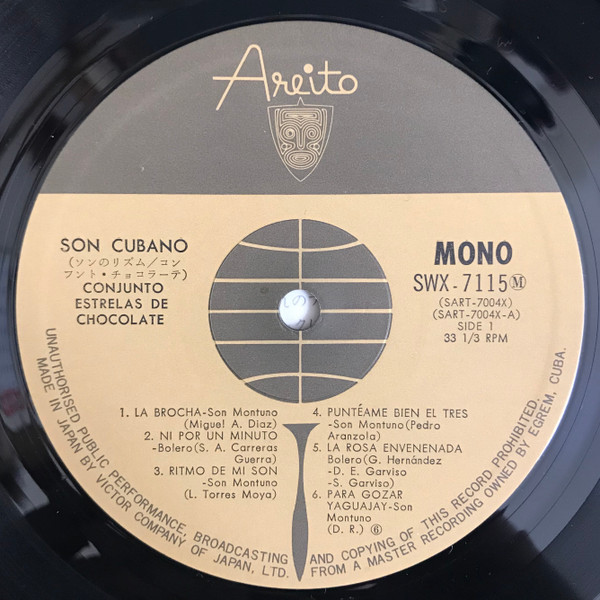 Areito
SON CUBANO
(ソンのリズム/コン
フント・チョコラーテ)
CONJUNTO
ESTRELAS DE
CHOCOLATE
MONO
SWX-7115Ⓜ
(SART-7004X)
(SART-7004X-A)
SIDE 1
33 1/3 RPM
1. LA BROCHA-Son Montuno
(Miguel A. Diaz)
2. NI POR UN MINUTO
-Bolero(S. A. Carreras
Guerra)
3. RITMO DE MI SON
-Son Montuno
(L. Torres Moya)
4. PUNTÉAME BIEN EL TRES
-Son Montuno(Pedro
Aranzola)
5. LA ROSA ENVENENADA
Bolero(G. Hernández
-D. E. Garviso
-S. Garviso)
6. PARA GOZAR
YAGUAJAY-Son
Montuno
(D. R.) ⑥
UNAUTHORISED PUBLIC PERFORMANCE, BROADCASTING AND COPYING OF THIS RECORD PROHIBITED.
MADE IN JAPAN BY VICTOR COMPANY OF JAPAN, LTD. FROM A MASTER RECORDING OWNED BY EGREM, CUBA.